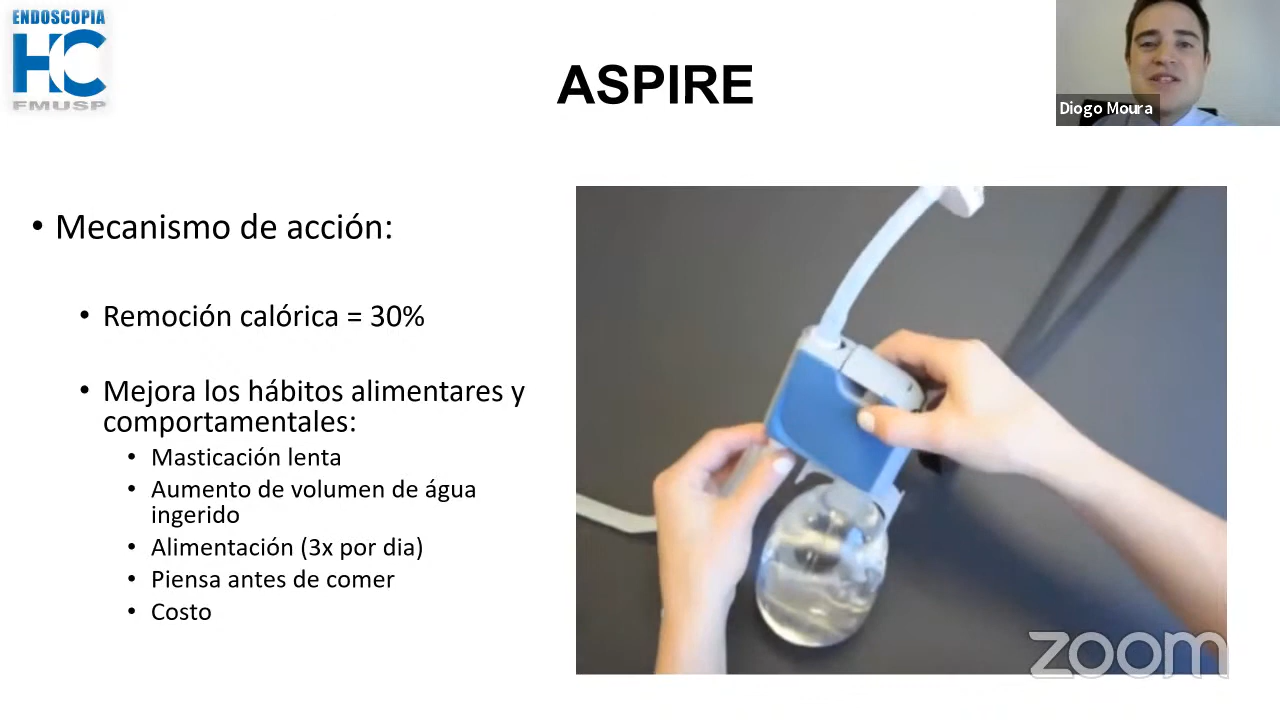 ENDOSCOPIA
HC
FMUSP
ASPIRE
Diogo Moura
• Mecanismo de acción:
• Remoción calórica = 30%
• Mejora los hábitos alimentares y
comportamentales:
• Masticación lenta
• Aumento de volumen de água
ingerido
• Alimentación (3x por dia)
• Piensa antes de comer
• Costo
zoom